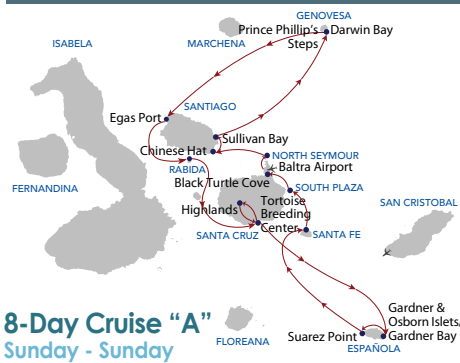 GENOVESA
ISABELA
MARCHENA
Prince Phillip's
Steps
Darwin Bay
Egas Port
SANTIAGO
Sullivan Bay
Chinese Hat
NORTH SEYMOUR
RABIDA
Baltra Airport
FERNANDINA
Black Turtle Cove
SOUTH PLAZA
Highlands
Tortoise
Breeding
Center
SAN CRISTOBAL
SANTA CRUZ
SANTA FE
Gardner &
Osborn Islets/
Gardner Bay
8-Day Cruise “A”
Sunday - Sunday
FLOREANA
Suarez Point
ESPAÑOLA